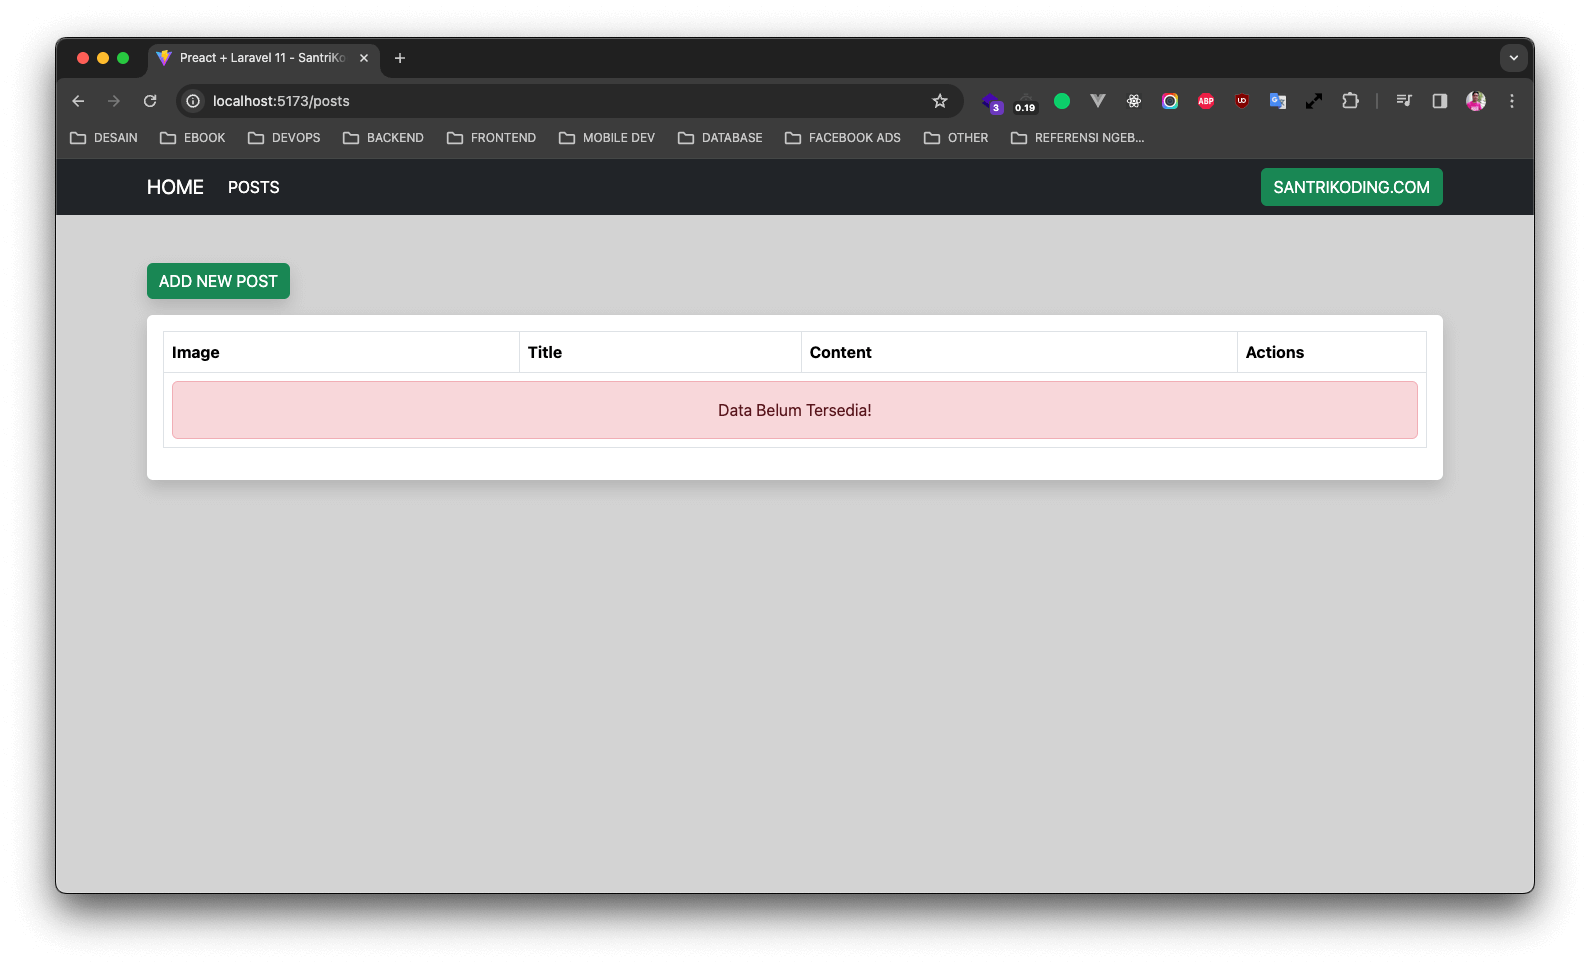 Preact + Laravel 11 - SantriKo
localhost:5173/posts
3
0.19
ABP
UD
G
DESAIN EBOOK DEVOPS BACKEND FRONTEND MOBILE DEV DATABASE FACEBOOK ADS OTHER REFERENSI NGEB...
HOME POSTS SANTRIKODING.COM
ADD NEW POST
Image Title Content Actions
Data Belum Tersedia!